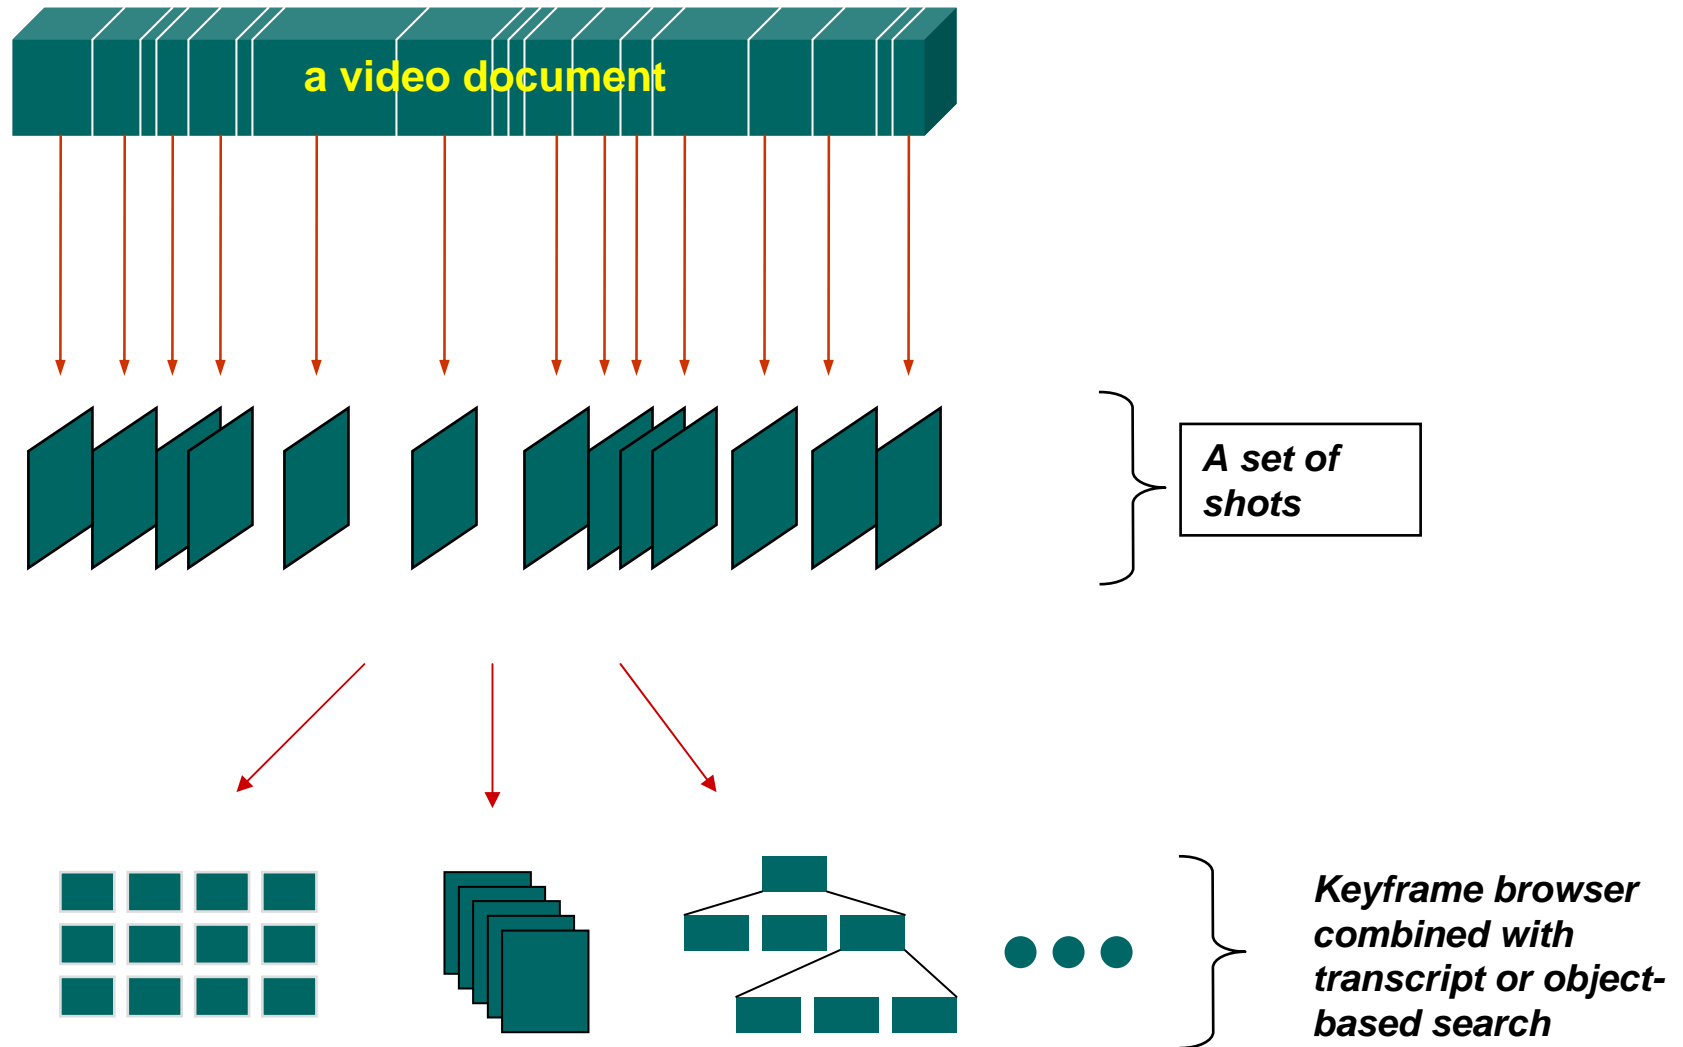 a video document
A set of
shots
Keyframe browser
combined with
transcript or object-
based search